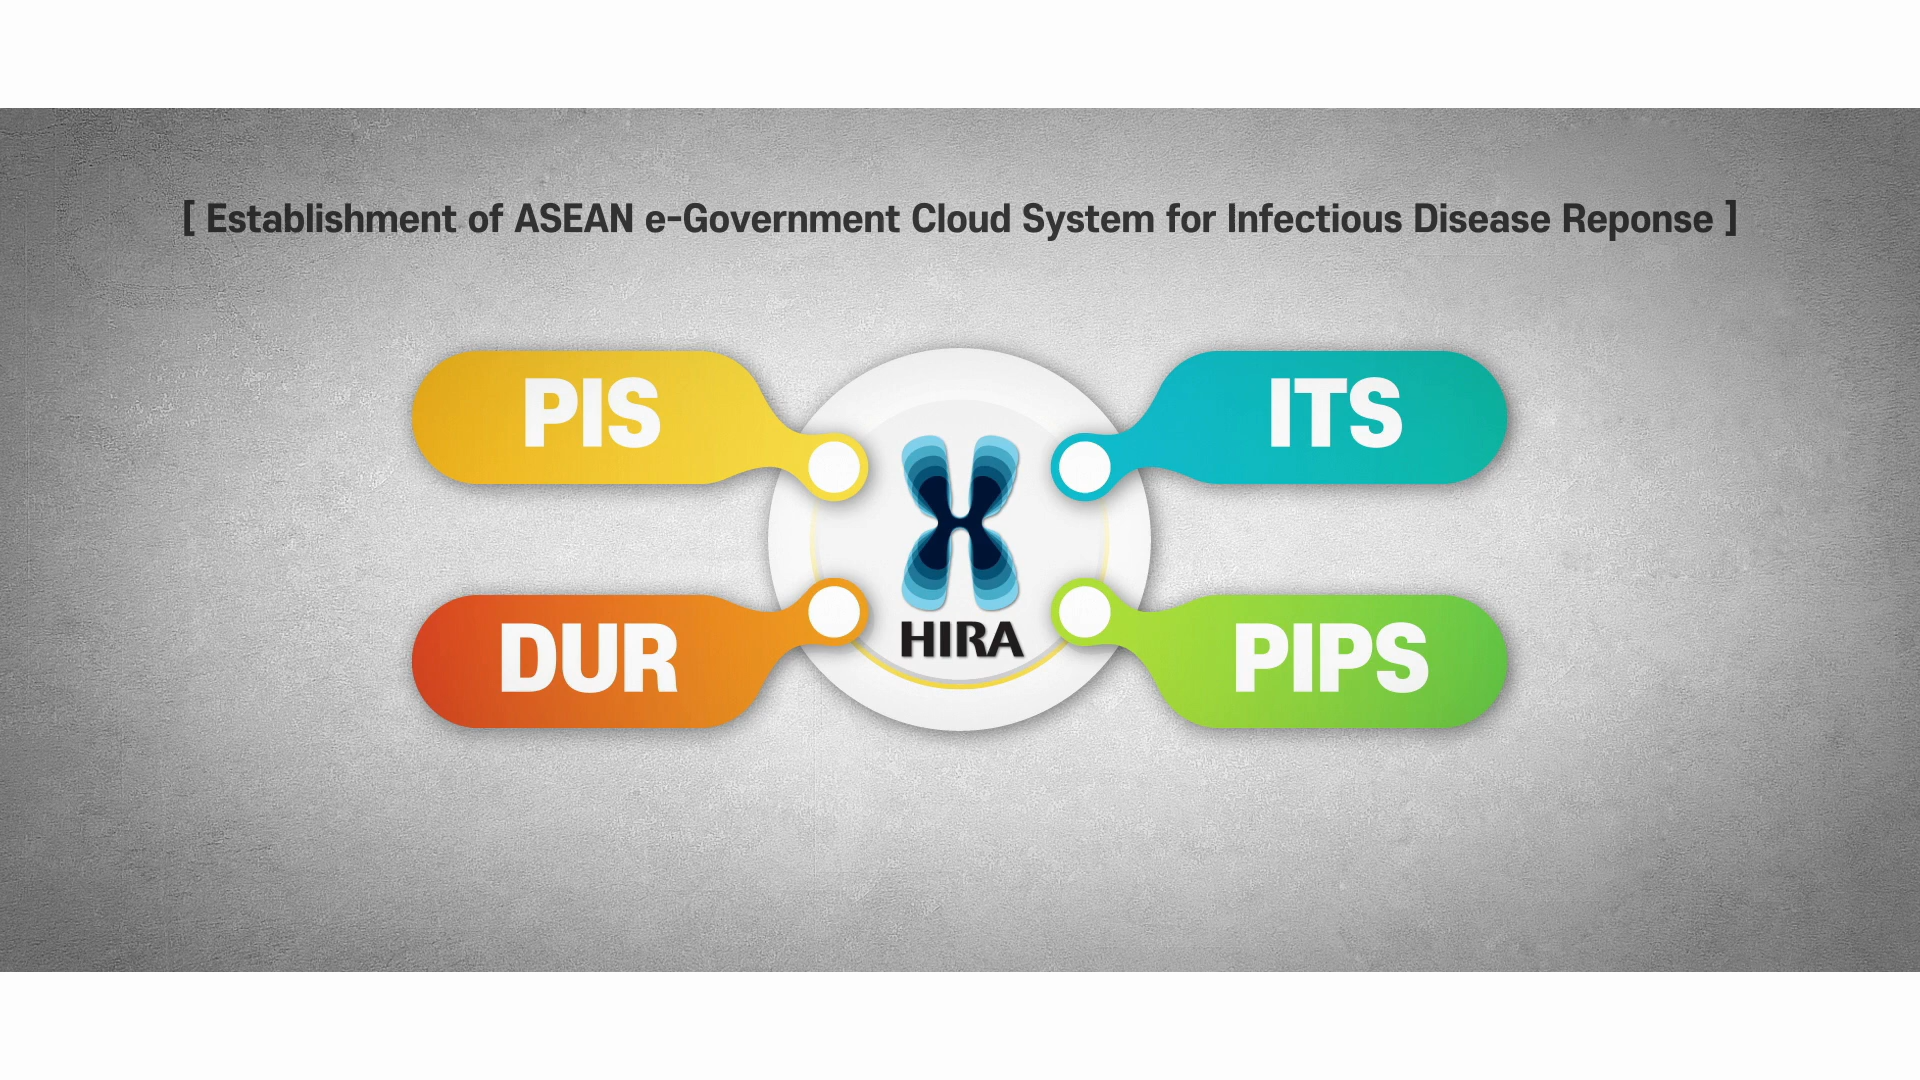 [ Establishment of ASEAN e-Government Cloud System for Infectious Disease Reponse ]
PIS
ITS
HIRA
DUR
PIPS